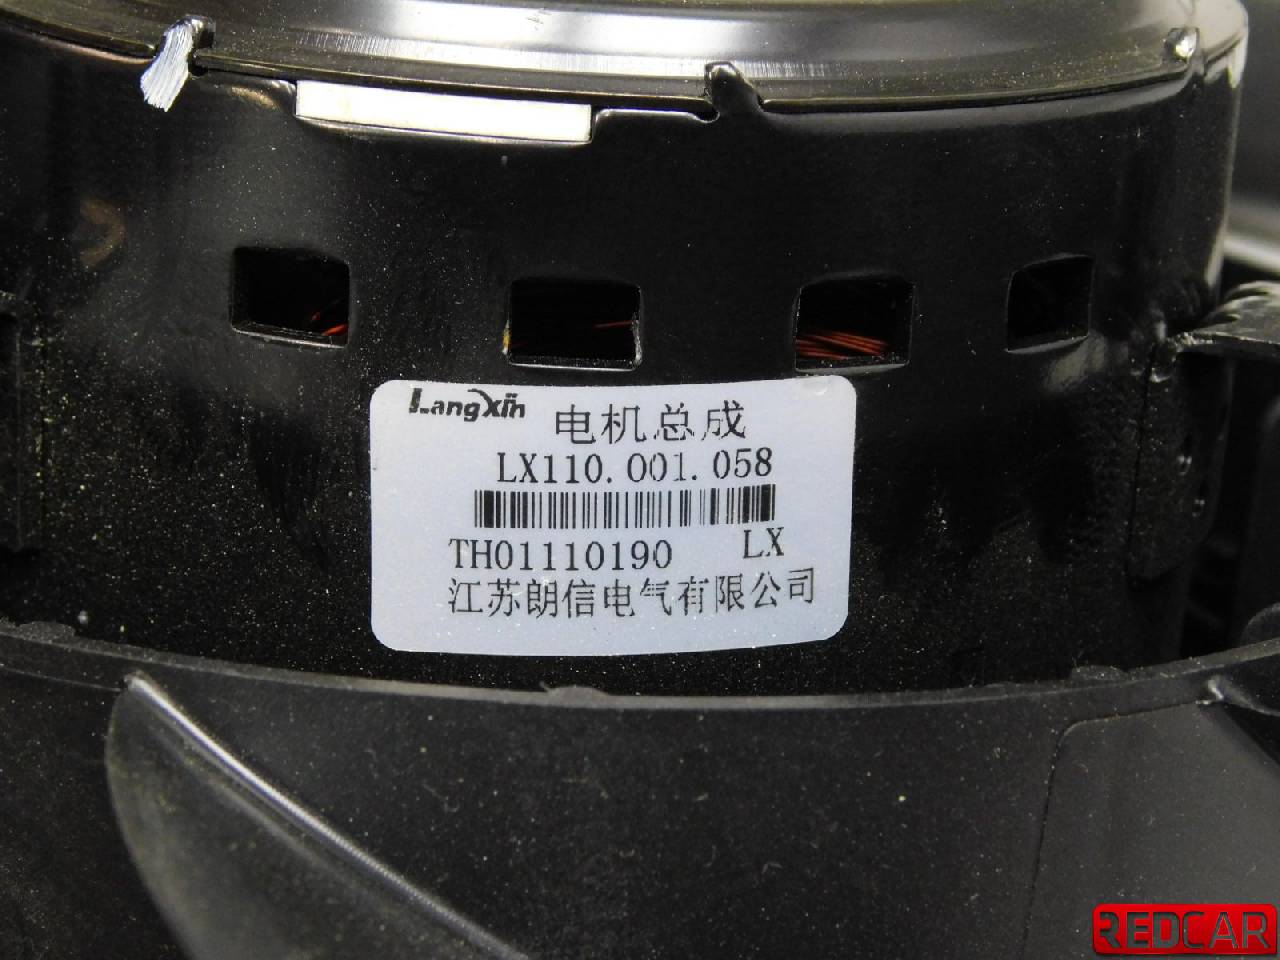 LangXin 电机总成
LX110.001.058
TH01110190 LX
江苏朗信电气有限公司
REDCAR